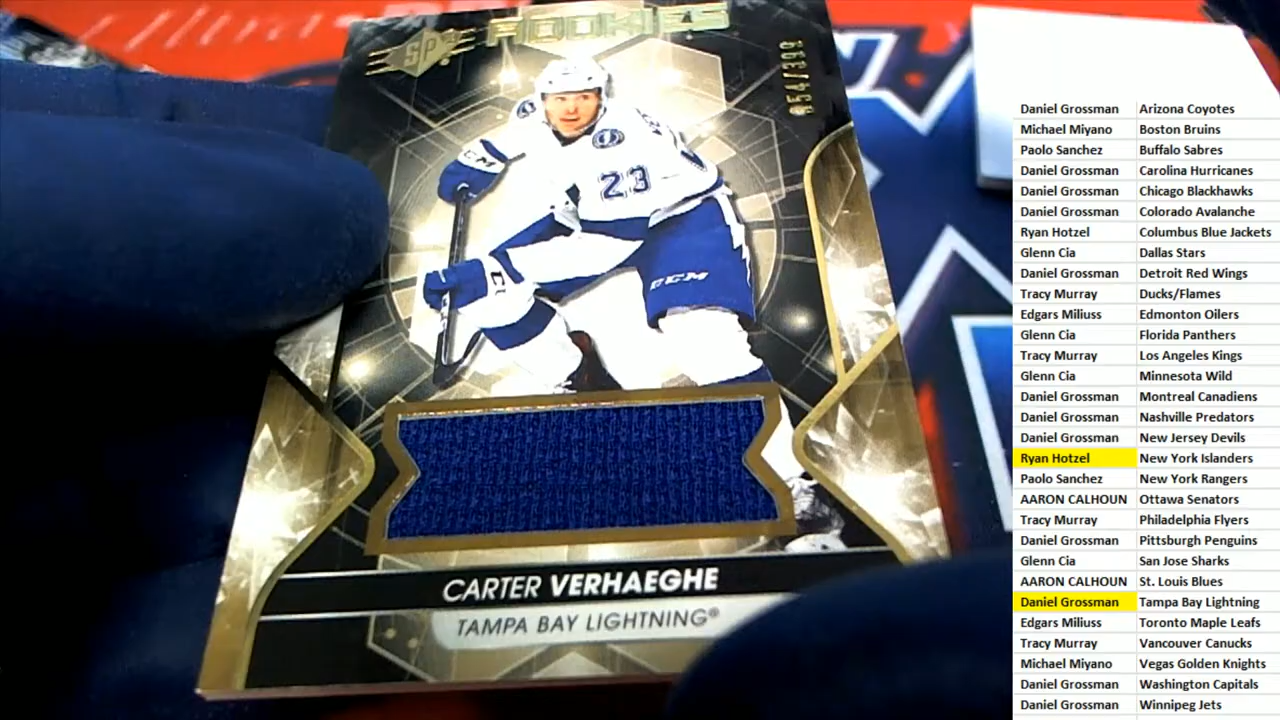 SPX ROOKIES
054/399
23
CCM
CCM
CARTER VERHAEGHE
TAMPA BAY LIGHTNING®
Daniel Grossman Arizona Coyotes
Michael Miyano Boston Bruins
Paolo Sanchez Buffalo Sabres
Daniel Grossman Carolina Hurricanes
Daniel Grossman Chicago Blackhawks
Daniel Grossman Colorado Avalanche
Ryan Hotzel Columbus Blue Jackets
Glenn Cia Dallas Stars
Daniel Grossman Detroit Red Wings
Tracy Murray Ducks/Flames
Edgars Miliuss Edmonton Oilers
Glenn Cia Florida Panthers
Tracy Murray Los Angeles Kings
Glenn Cia Minnesota Wild
Daniel Grossman Montreal Canadiens
Daniel Grossman Nashville Predators
Daniel Grossman New Jersey Devils
Ryan Hotzel New York Islanders
Paolo Sanchez New York Rangers
AARON CALHOUN Ottawa Senators
Tracy Murray Philadelphia Flyers
Daniel Grossman Pittsburgh Penguins
Glenn Cia San Jose Sharks
AARON CALHOUN St. Louis Blues
Daniel Grossman Tampa Bay Lightning
Edgars Miliuss Toronto Maple Leafs
Tracy Murray Vancouver Canucks
Michael Miyano Vegas Golden Knights
Daniel Grossman Washington Capitals
Daniel Grossman Winnipeg Jets